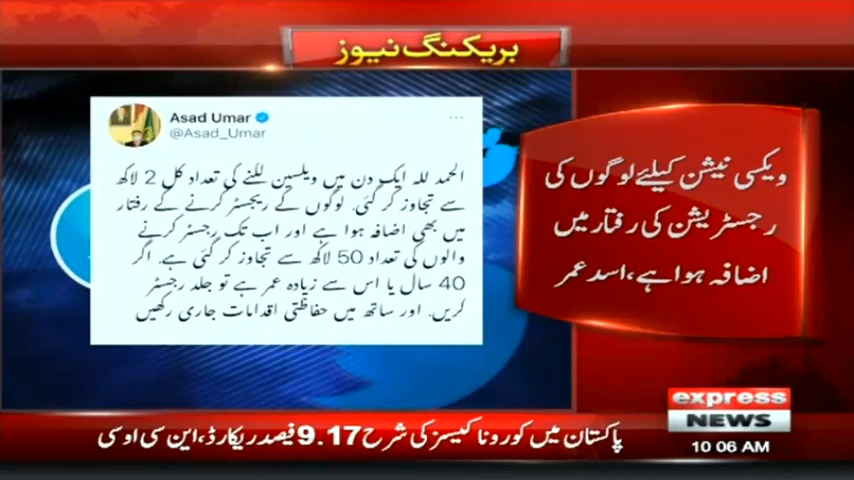 بریکنگ نیوز
Asad Umar
@Asad_Umar
الحمد للہ ایک دن میں ویلسین للنے کی تعداد کل 2 لاکھ
سے تجاوز کر گئی. لوگوں کے ریجسٹر کرنے کے رفتار
میں بھی اضافہ ہوا ہے اور اب تک رجسٹر کرنے
والوں کی تعداد 50 لاکھ سے تجاوز کر گئی ہے. اگر
40 سال یا اس سے زیادہ عمر ہے تو جلد رجسٹر
کریں. اور ساتھ میں حفاظتی اقدامات جاری رکھیں
ویکسی نیشن کیلئے لوگوں کی
رجسٹریشن کی رفتار میں
اضافہ ہوا ہے، اسد عمر
express
NEWS
10:06 AM
پاکستان میں کورونا کیسز کی شرح 9.17 فیصد ریکارڈ، این سی او سی